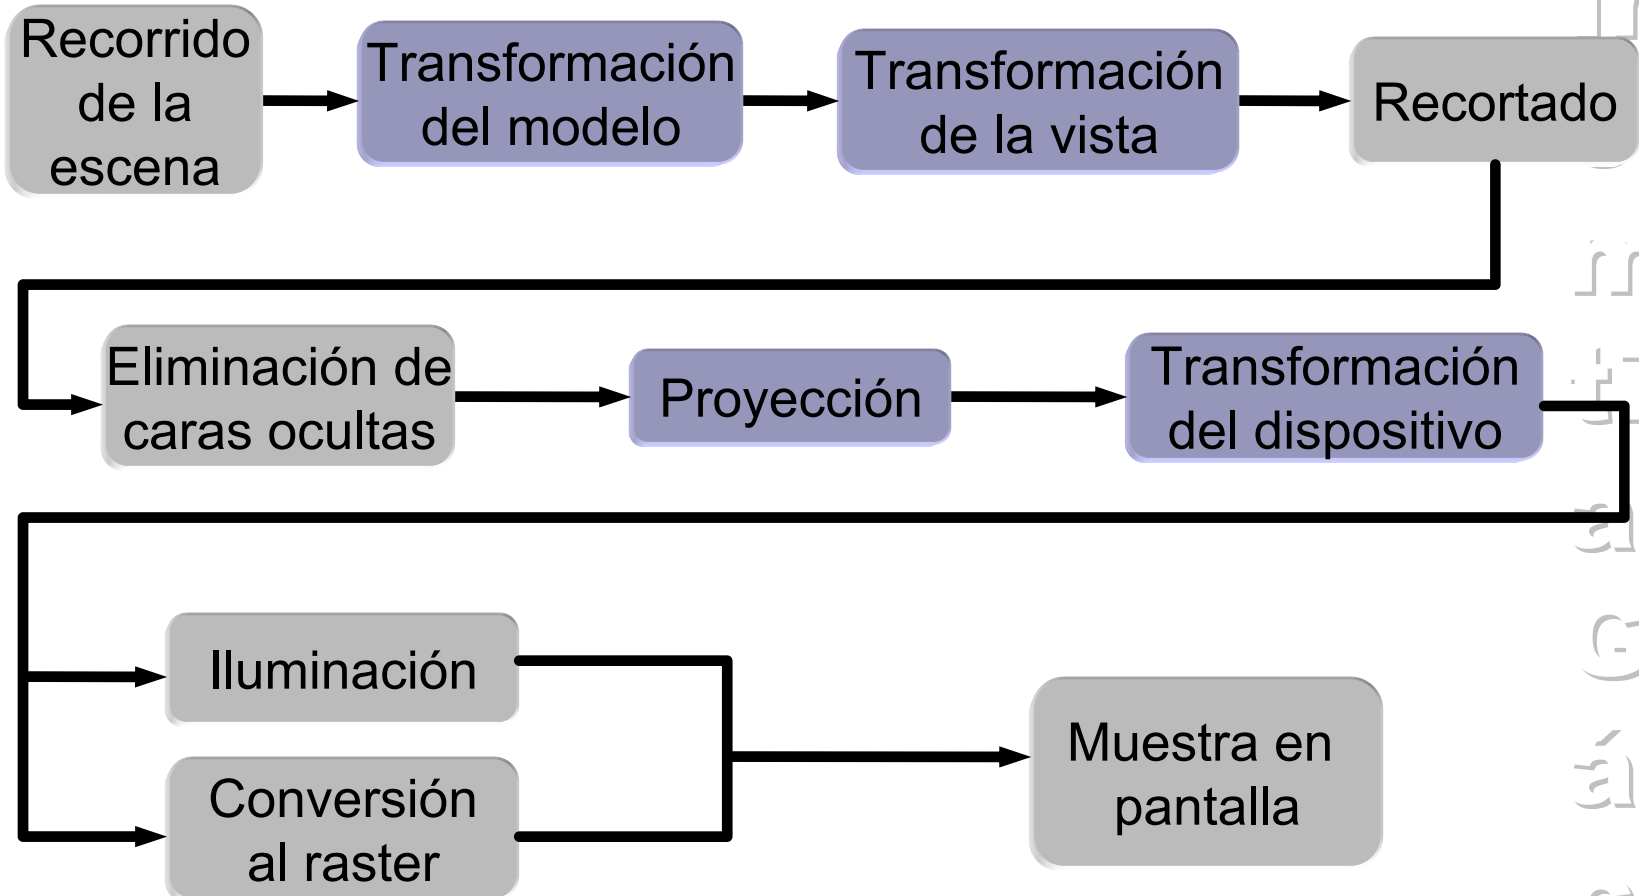 Recorrido
de la
escena
Transformación
del modelo
Transformación
de la vista
Recortado
Eliminación de
caras ocultas
Proyección
Transformación
del dispositivo
Iluminación
Conversión
al raster
Muestra en
pantalla